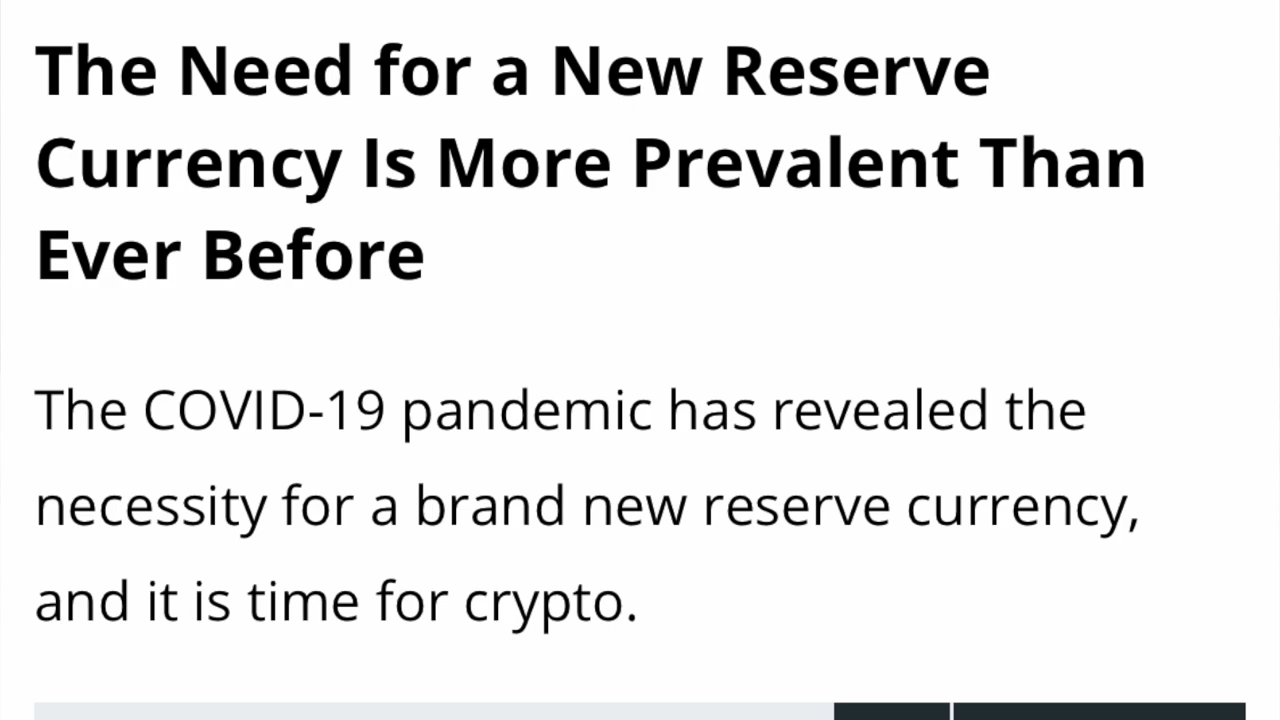 The Need for a New Reserve
Currency Is More Prevalent Than
Ever Before
The COVID-19 pandemic has revealed the
necessity for a brand new reserve currency,
and it is time for crypto.